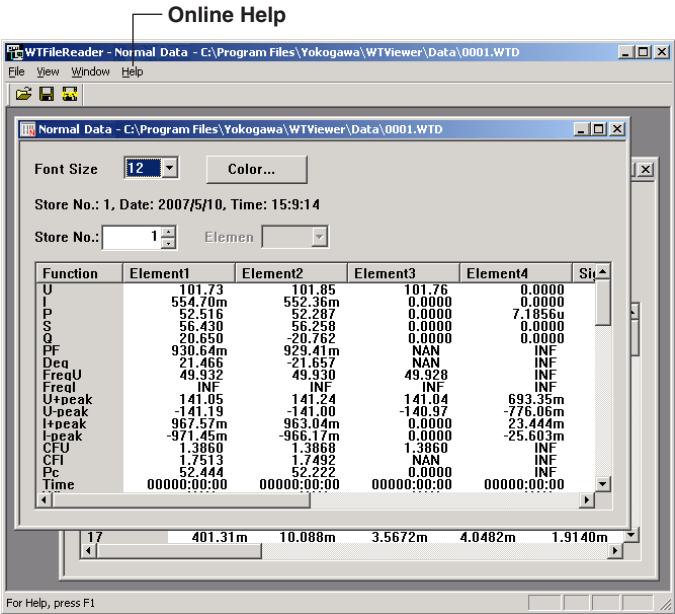 Online Help
WTFileReader - Normal Data - C:\Program Files\Yokogawa\WTViewer\Data\0001.WTD
File View Window Help
Normal Data - C:\Program Files\Yokogawa\WTViewer\Data\0001.WTD
Font Size 12 Color...
Store No.: 1, Date: 2007/5/10, Time: 15:9:14
Store No.: 1 Elemen
Function Element1 Element2 Element3 Element4 Sig
U 101.73 101.85 101.76 0.0000
I 554.70m 552.36m 0.0000 0.0000
P 52.516 52.287 0.0000 7.1856u
S 56.430 56.258 0.0000 0.0000
Q 20.650 -20.762 0.0000 0.0000
PF 930.64m 929.41m NAN INF
Deg 21.466 -21.657 NAN INF
FreqU 49.932 49.930 49.928 INF
FreqI INF INF INF INF
U+peak 141.05 141.24 141.04 693.35m
U-peak -141.19 -141.00 -140.97 -776.06m
I+peak 967.57m 963.04m 0.0000 23.444m
I-peak -971.45m -966.17m 0.0000 -25.603m
CFU 1.3860 1.3868 1.3860 INF
CFI 1.7513 1.7492 NAN INF
Pc 52.444 52.222 0.0000 INF
Time 00000:00:00 00000:00:00 00000:00:00 00000:00:00
17 401.31m 10.088m 3.5672m 4.0482m 1.9140m
For Help, press F1